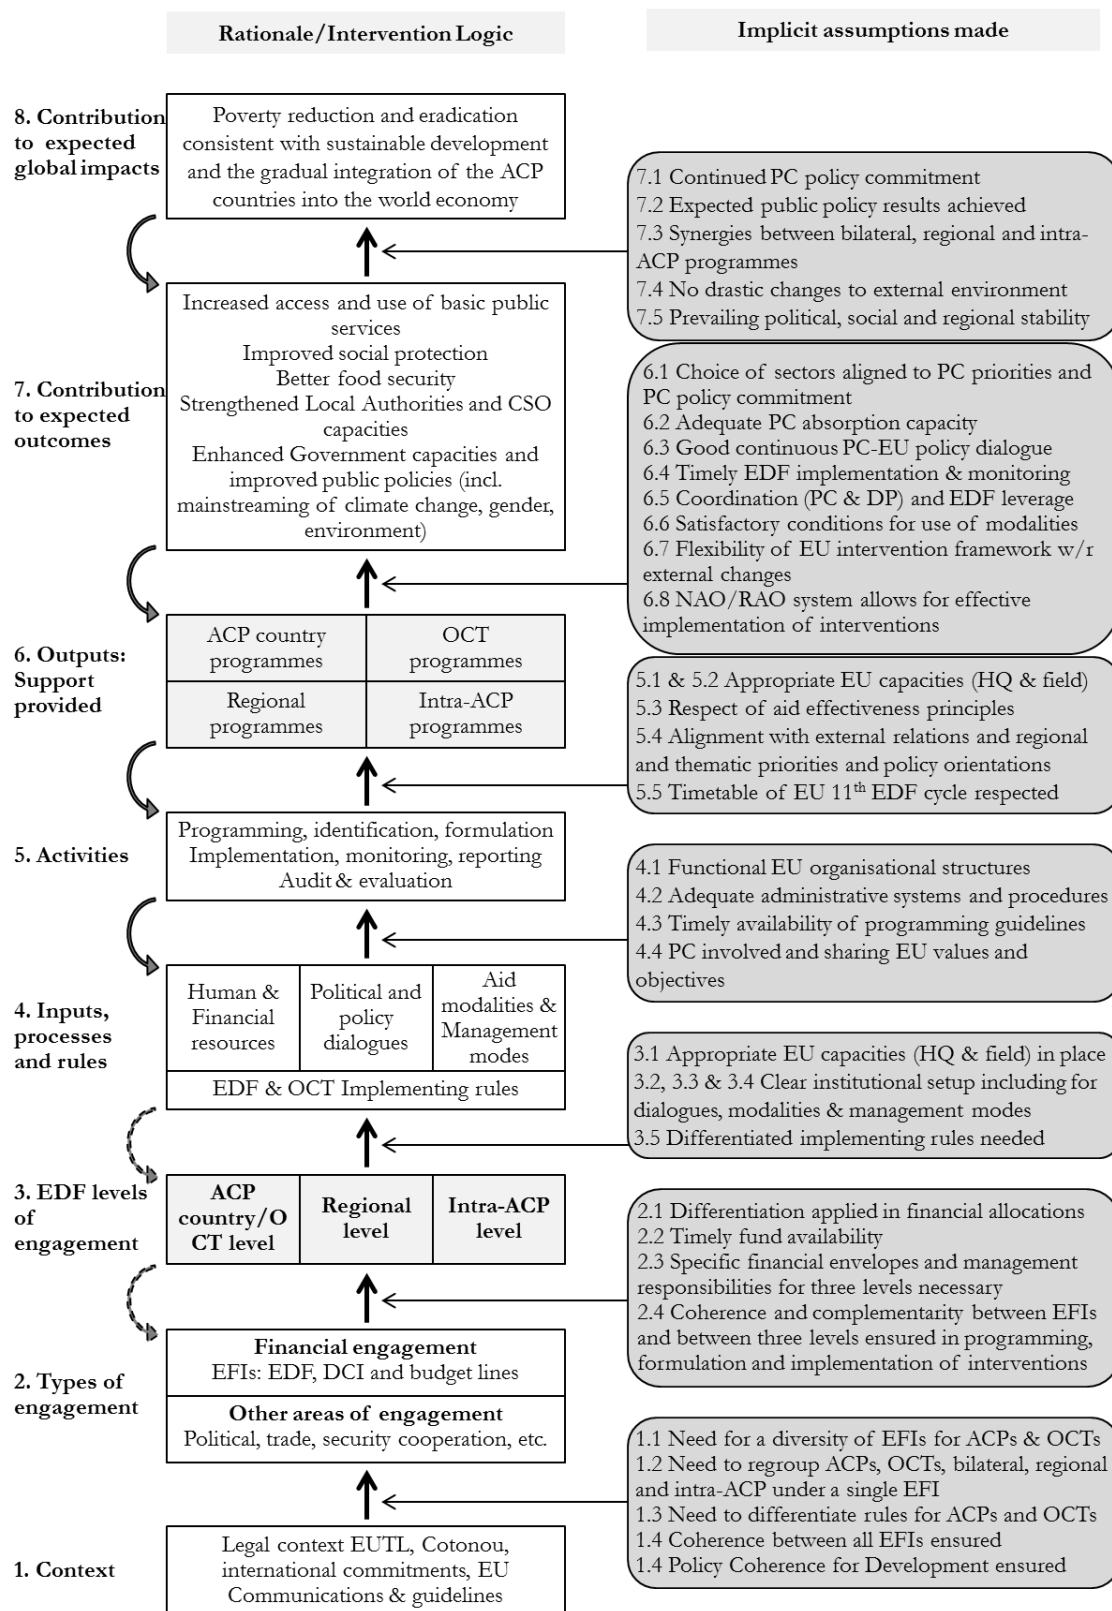 Rationale/Intervention Logic
Implicit assumptions made
8. Contribution
to expected
global impacts
Poverty reduction and eradication
consistent with sustainable development
and the gradual integration of the ACP
countries into the world economy
7.1 Continued PC policy commitment
7.2 Expected public policy results achieved
7.3 Synergies between bilateral, regional and intra-
ACP programmes
7.4 No drastic changes to external environment
7.5 Prevailing political, social and regional stability
7. Contribution
to expected
outcomes
Increased access and use of basic public
services
Improved social protection
Better food security
Strengthened Local Authorities and CSO
capacities
Enhanced Government capacities and
improved public policies (incl.
mainstreaming of climate change, gender,
environment)
6.1 Choice of sectors aligned to PC priorities and
PC policy commitment
6.2 Adequate PC absorption capacity
6.3 Good continuous PC-EU policy dialogue
6.4 Timely EDF implementation & monitoring
6.5 Coordination (PC & DP) and EDF leverage
6.6 Satisfactory conditions for use of modalities
6.7 Flexibility of EU intervention framework w/r
external changes
6.8 NAO/RAO system allows for effective
implementation of interventions
6. Outputs:
Support
provided
ACP country
programmes
OCT
programmes
Regional
programmes
Intra-ACP
programmes
5.1 & 5.2 Appropriate EU capacities (HQ & field)
5.3 Respect of aid effectiveness principles
5.4 Alignment with external relations and regional
and thematic priorities and policy orientations
5.5 Timetable of EU 11th EDF cycle respected
5. Activities
Programming, identification, formulation
Implementation, monitoring, reporting
Audit & evaluation
4.1 Functional EU organisational structures
4.2 Adequate administrative systems and procedures
4.3 Timely availability of programming guidelines
4.4 PC involved and sharing EU values and
objectives
4. Inputs,
processes
and rules
Human &
Financial
resources
Political and
policy
dialogues
Aid
modalities &
Management
modes
EDF & OCT Implementing rules
3.1 Appropriate EU capacities (HQ & field) in place
3.2, 3.3 & 3.4 Clear institutional setup including for
dialogues, modalities & management modes
3.5 Differentiated implementing rules needed
3. EDF levels
of
engagement
ACP
country/O
CT level
Regional
level
Intra-ACP
level
2.1 Differentiation applied in financial allocations
2.2 Timely fund availability
2.3 Specific financial envelopes and management
responsibilities for three levels necessary
2.4 Coherence and complementarity between EFIs
and between three levels ensured in programming,
formulation and implementation of interventions
2. Types of
engagement
Financial engagement
EFIs: EDF, DCI and budget lines
Other areas of engagement
Political, trade, security cooperation, etc.
1.1 Need for a diversity of EFIs for ACPs & OCTs
1.2 Need to regroup ACPs, OCTs, bilateral, regional
and intra-ACP under a single EFI
1.3 Need to differentiate rules for ACPs and OCTs
1.4 Coherence between all EFIs ensured
1.4 Policy Coherence for Development ensured
1. Context
Legal context EUTL, Cotonou,
international commitments, EU
Communications & guidelines